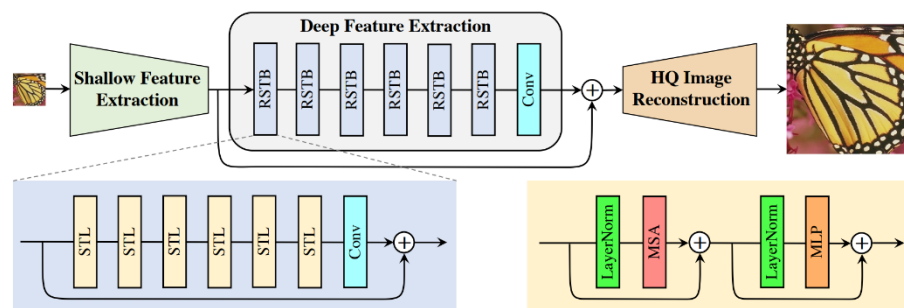 Deep Feature Extraction
Shallow Feature
Extraction
RSTB
RSTB
RSTB
RSTB
RSTB
RSTB
Conv
HQ Image
Reconstruction
STL
STL
STL
STL
STL
STL
Conv
LayerNorm
MSA
LayerNorm
MLP